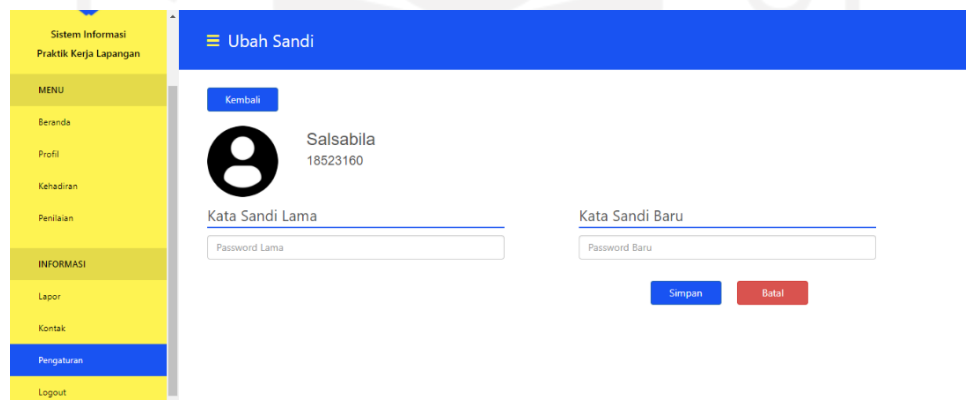 Sistem Informasi
Praktik Kerja Lapangan
MENU
Beranda
Profil
Kehadiran
Penilaian
INFORMASI
Lapor
Kontak
Pengaturan
Logout
Ubah Sandi
Kembali
Salsabila
18523160
Kata Sandi Lama
Password Lama
Kata Sandi Baru
Password Baru
Simpan
Batal